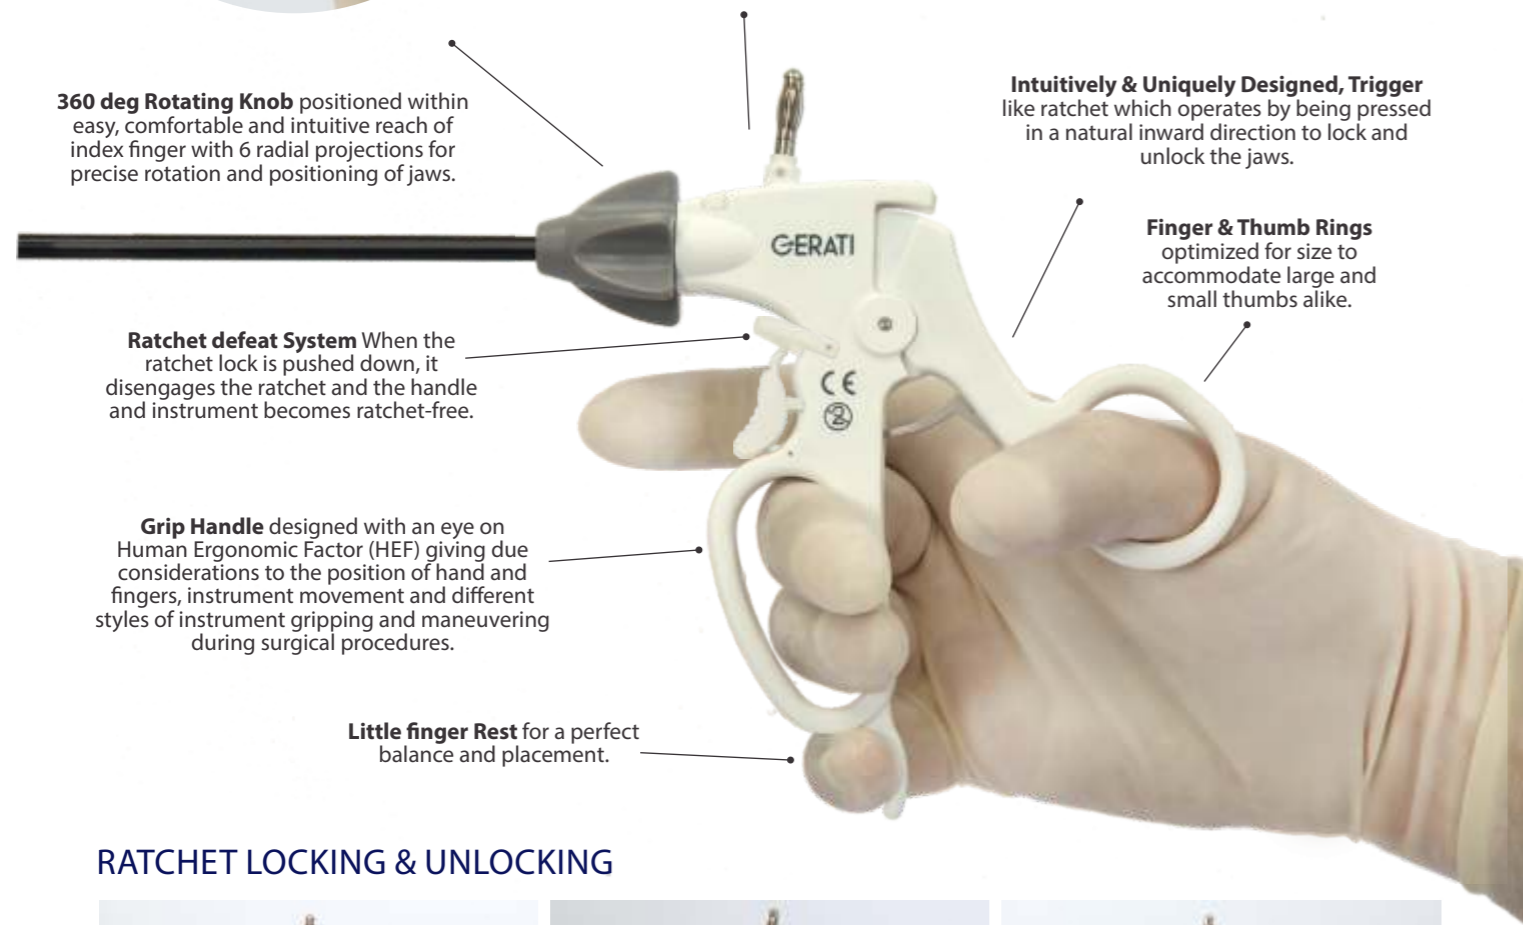 360 deg Rotating Knob positioned within
easy, comfortable and intuitive reach of
index finger with 6 radial projections for
precise rotation and positioning of jaws.
Intuitively & Uniquely Designed, Trigger
like ratchet which operates by being pressed
in a natural inward direction to lock and
unlock the jaws.
Finger & Thumb Rings
optimized for size to
accommodate large and
small thumbs alike.
GERATI
Ratchet defeat System When the
ratchet lock is pushed down, it
disengages the ratchet and the handle
and instrument becomes ratchet-free.
CE
2
Grip Handle designed with an eye on
Human Ergonomic Factor (HEF) giving due
considerations to the position of hand and
fingers, instrument movement and different
styles of instrument gripping and maneuvering
during surgical procedures.
Little finger Rest for a perfect
balance and placement.
RATCHET LOCKING & UNLOCKING